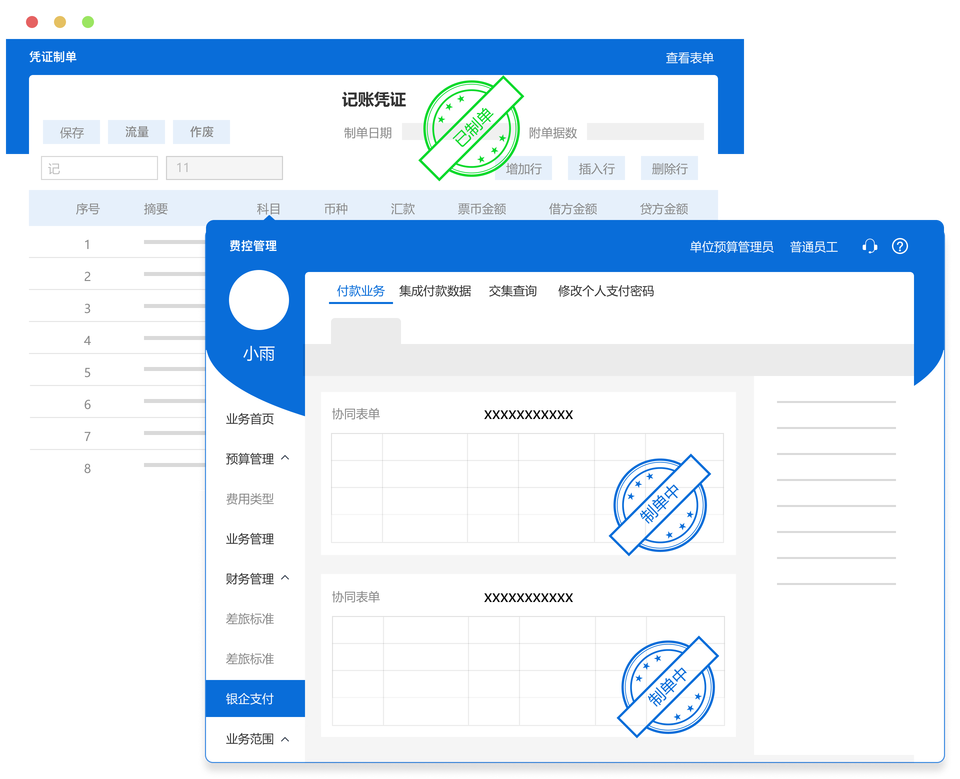 凭证制单 查看表单
记账凭证
已制单
保存 流量 作废 制单日期 附单据数
记 11 增加行 插入行 删除行
序号 摘要 科目 币种 汇款 票币金额 借方金额 贷方金额
1
2
3
4
5
6
7
8
费控管理 单位预算管理员 普通员工 ?
小雨
付款业务 集成付款数据 交集查询 修改个人支付密码
业务首页
预算管理
费用类型
业务管理
财务管理
差旅标准
差旅标准
银企支付
业务范围
协同表单 XXXXXXXXXXX
制单中
协同表单 XXXXXXXXXXX
制单中